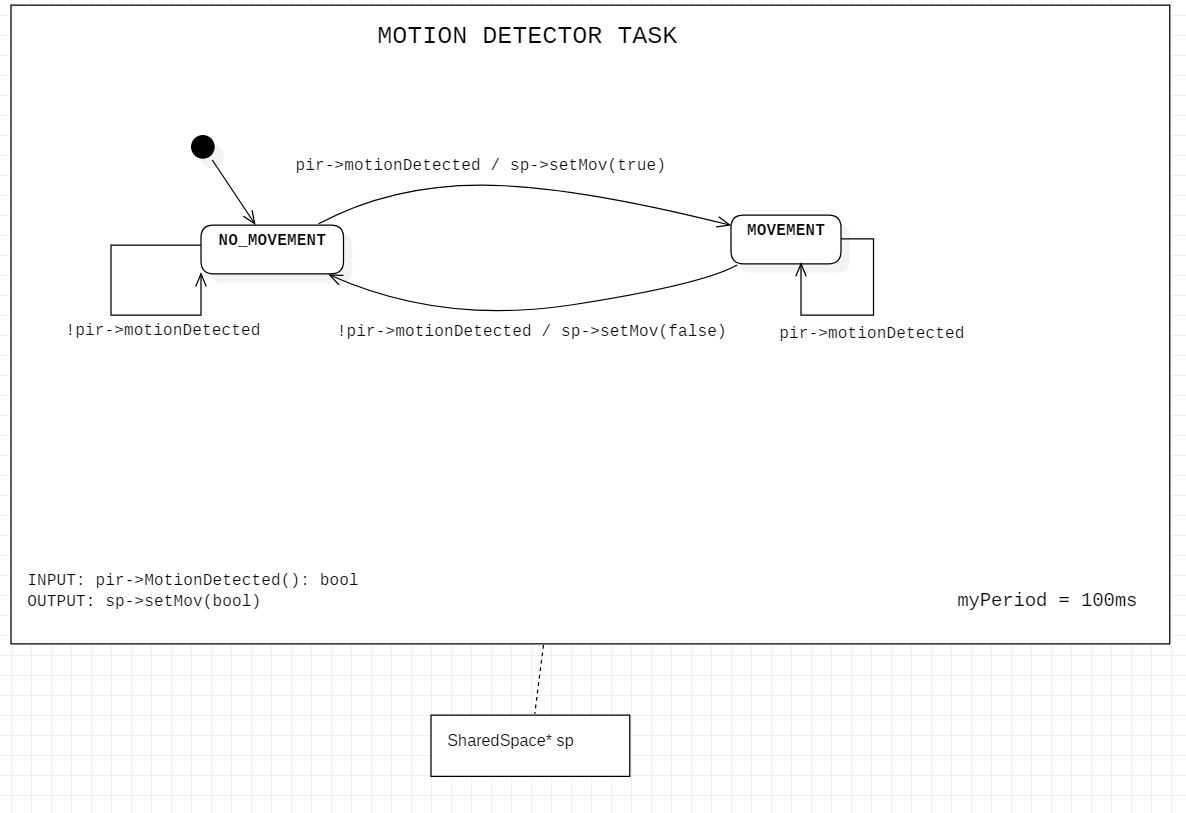 MOTION DETECTOR TASK
pir->motionDetected / sp->setMov(true)
NO_MOVEMENT
MOVEMENT
!pir->motionDetected
!pir->motionDetected / sp->setMov(false)
pir->motionDetected
INPUT: pir->MotionDetected(): bool
OUTPUT: sp->setMov(bool)
myPeriod = 100ms
SharedSpace* sp